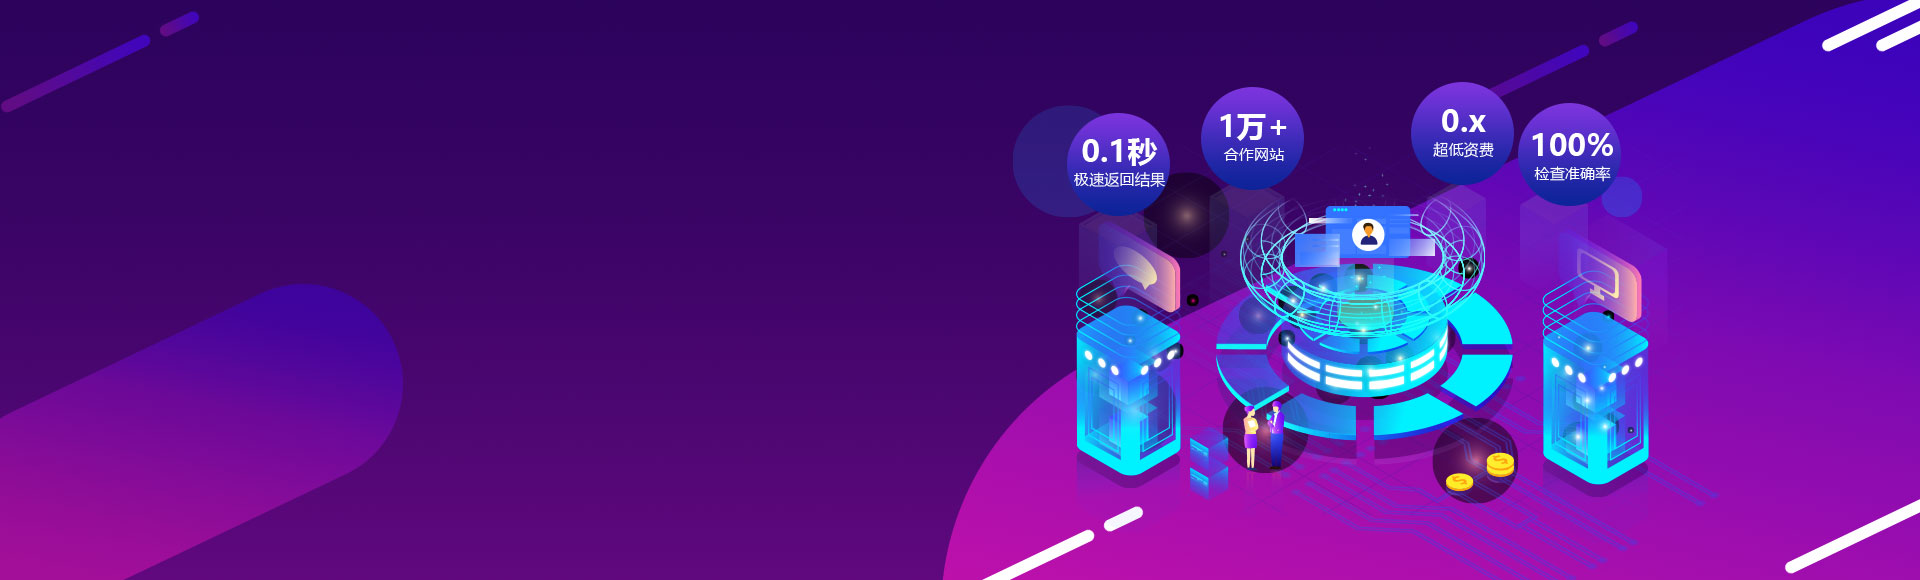 0.1秒
极速返回结果
1万+
合作网站
0.x
超低资费
100%
检查准确率